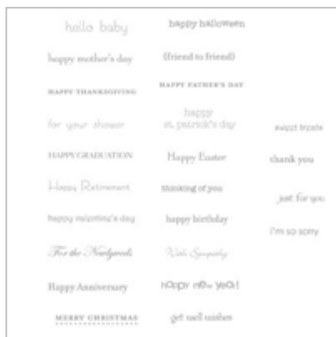 hello baby
happy mother's day
HAPPY THANKSGIVING
for your shower
HAPPY GRADUATION
Happy Retirement
happy valentine's day
For the Newlyweds
Happy Anniversary
MERRY CHRISTMAS
happy halloween
(friend to friend)
HAPPY FATHER'S DAY
happy
st. patrick's day
Happy Easter
thinking of you
happy birthday
With Sympathy
happy new year!
get well wishes
sweet treats
thank you
just for you
i'm so sorry